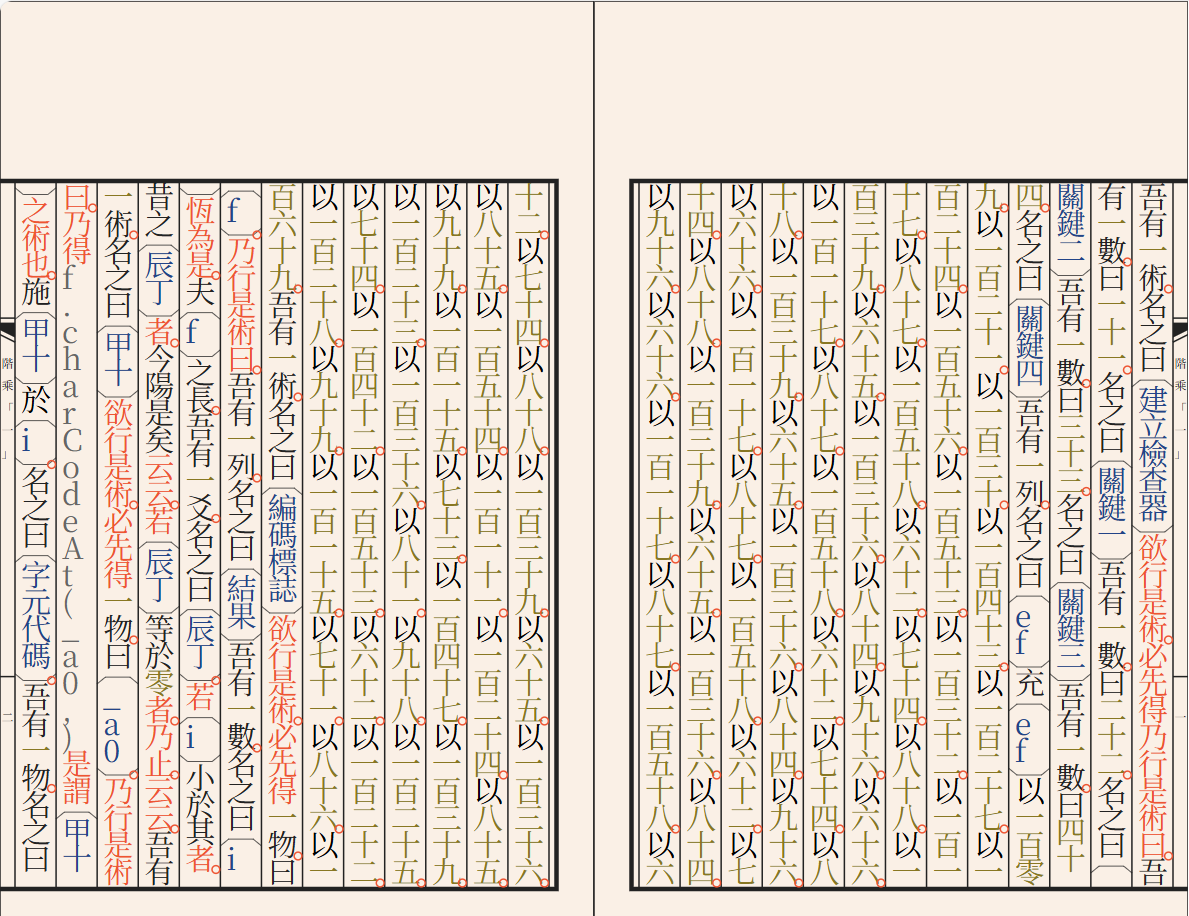 吾有一術。名之曰建立檢查器欲行是術。必先得乃行是術曰。吾
有一數。曰一十一。名之曰關鍵一吾有一數。曰二十二。名之曰
關鍵二吾有一數。曰三十三。名之曰關鍵三吾有一數。曰四十
四。名之曰關鍵四吾有一列。名之曰ef充ef以一百零
九。以一百二十一。以一百三十。以一百四十三。以一百二十七。以一
百二十四。以一百五十六。以一百五十三。以一百三十二。以一百一
十七。以八十七。以一百五十八。以六十二。以七十四。以八十八。以一
百三十九。以六十五。以一百三十六。以八十四。以九十六。以六十六。
以一百一十七。以八十七。以一百五十八。以六十二。以七十四。以八
十八。以一百三十九。以六十五。以一百三十六。以八十四。以九十六。
以六十六。以一百一十七。以八十七。以一百五十八。以六十二。以七
十四。以八十八。以一百三十九。以六十五。以一百三十六。以八十四。
以九十六。以六十六。以一百一十七。以八十七。以一百五十八。以六
十二。以七十四。以八十八。以一百三十九。以六十五。以一百三十六。
以八十五。以一百五十四。以一百一十一。以一百二十四。以八十五。
以九十九。以一百一十五。以七十三。以一百四十七。以一百三十九。
以一百二十三。以一百三十六。以八十一。以九十八。以一百二十五。
以七十四。以一百四十二。以一百五十三。以六十二。以一百二十二。
以一百二十八。以九十九。以一百一十五。以七十一。以八十六。以一
百六十九。吾有一術。名之曰編碼標誌欲行是術。必先得一物。曰
f。乃行是術曰。吾有一列。名之曰結果吾有一數。名之曰i
恆為是。夫f之長。吾有一爻。名之曰辰丁若i小於其者。
昔之辰丁者。今陽是矣。云云。若辰丁等於零者。乃止。云云。吾有
一術。名之曰甲十欲行是術。必先得一物。曰_a0。乃行是術
曰。乃得f.charCodeAt(_a0,)是謂甲十
之術也。施甲十於i。名之曰字元代碼。吾有一物。名之曰
階乘「一」
一
二